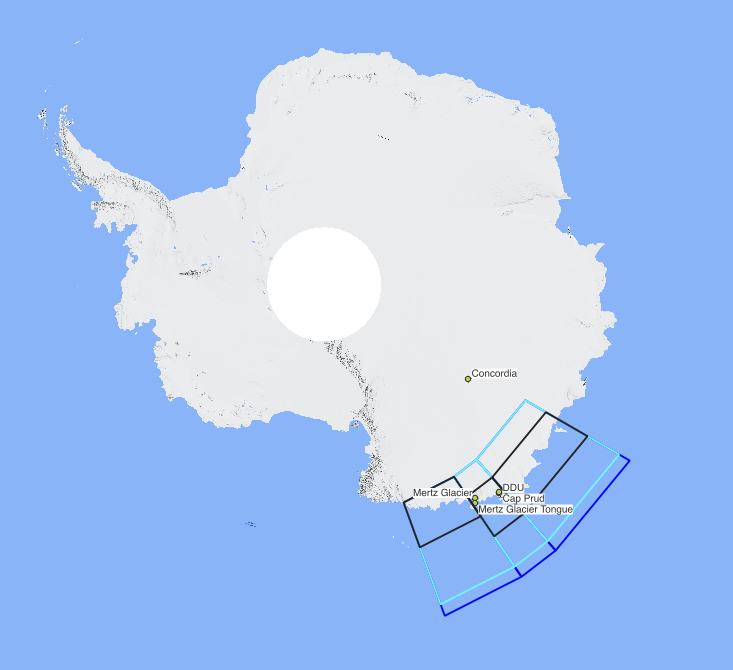 Concordia
DDU
Mertz Glacier
Cap Prud
Mertz Glacier Tongue